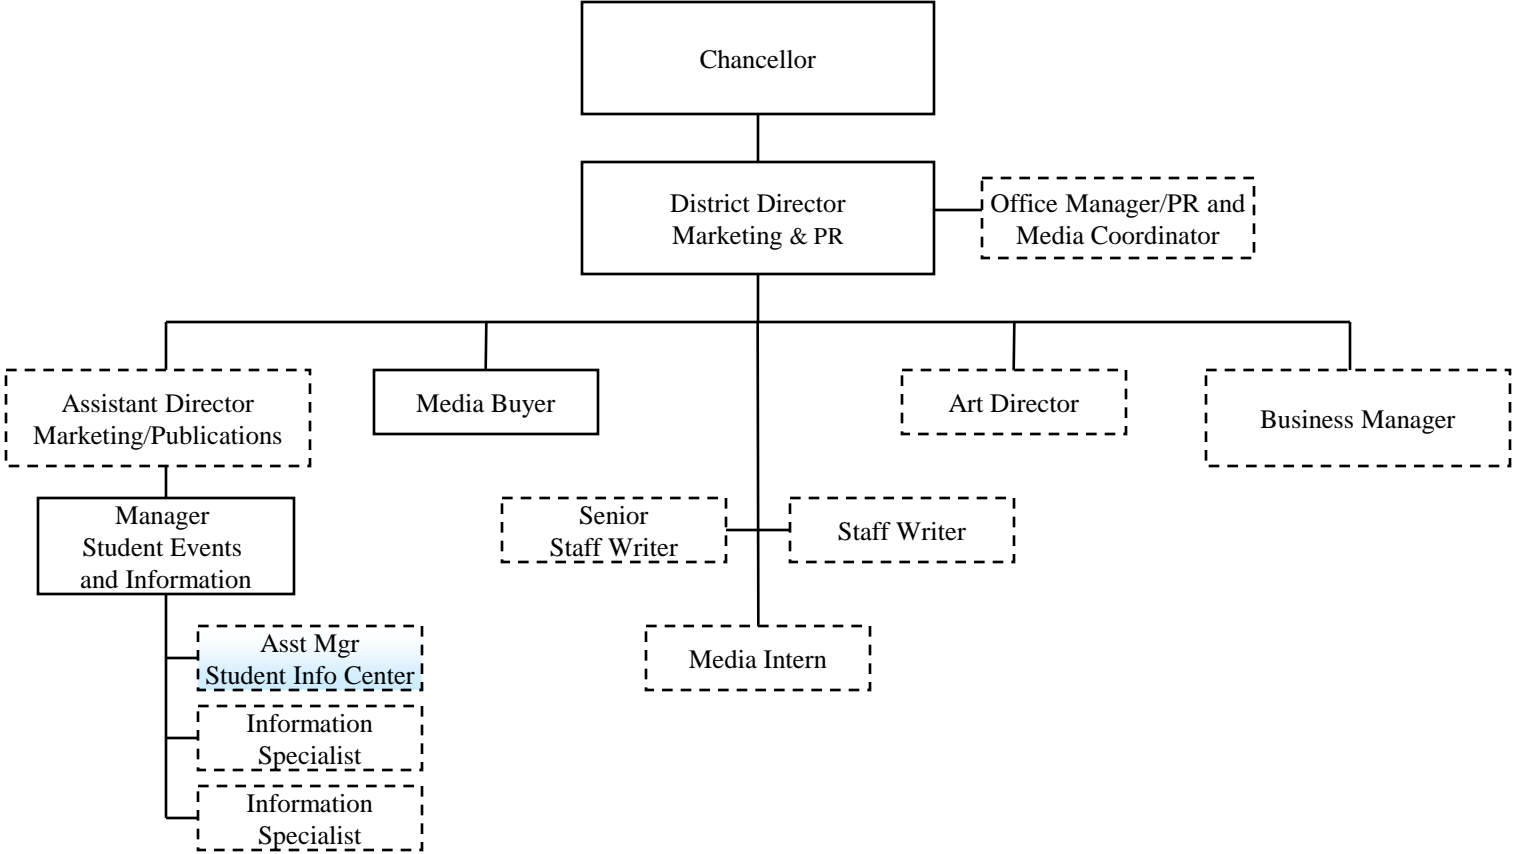 Chancellor
District Director
Marketing & PR
Office Manager/PR and
Media Coordinator
Assistant Director
Marketing/Publications
Media Buyer
Art Director
Business Manager
Manager
Student Events
and Information
Senior
Staff Writer
Staff Writer
Asst Mgr
Student Info Center
Media Intern
Information
Specialist
Information
Specialist